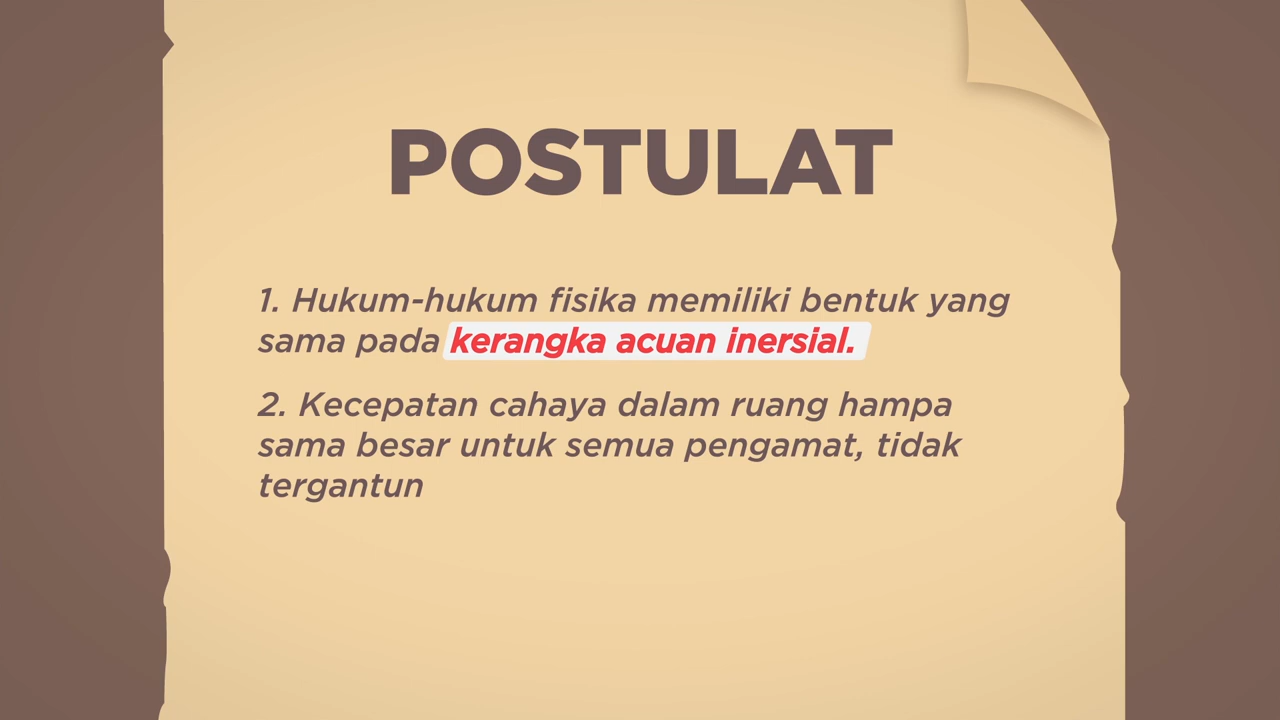 POSTULAT
1. Hukum-hukum fisika memiliki bentuk yang
sama pada kerangka acuan inersial.
2. Kecepatan cahaya dalam ruang hampa
sama besar untuk semua pengamat, tidak
tergantun